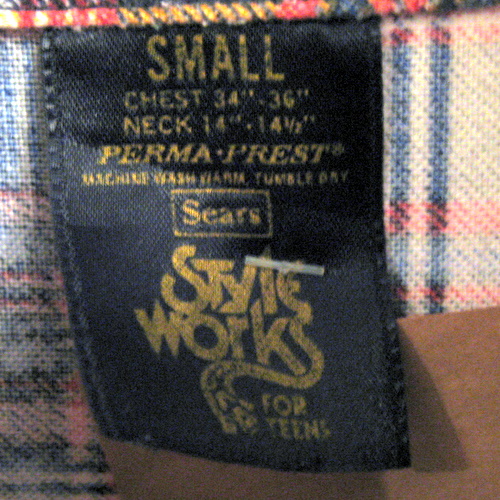 SMALL
CHEST 34"-36"
NECK 14"-14½"
PERMA·PREST®
MACHINE WASH WARM, TUMBLE DRY
Sears
Style
Works
FOR
TEENS